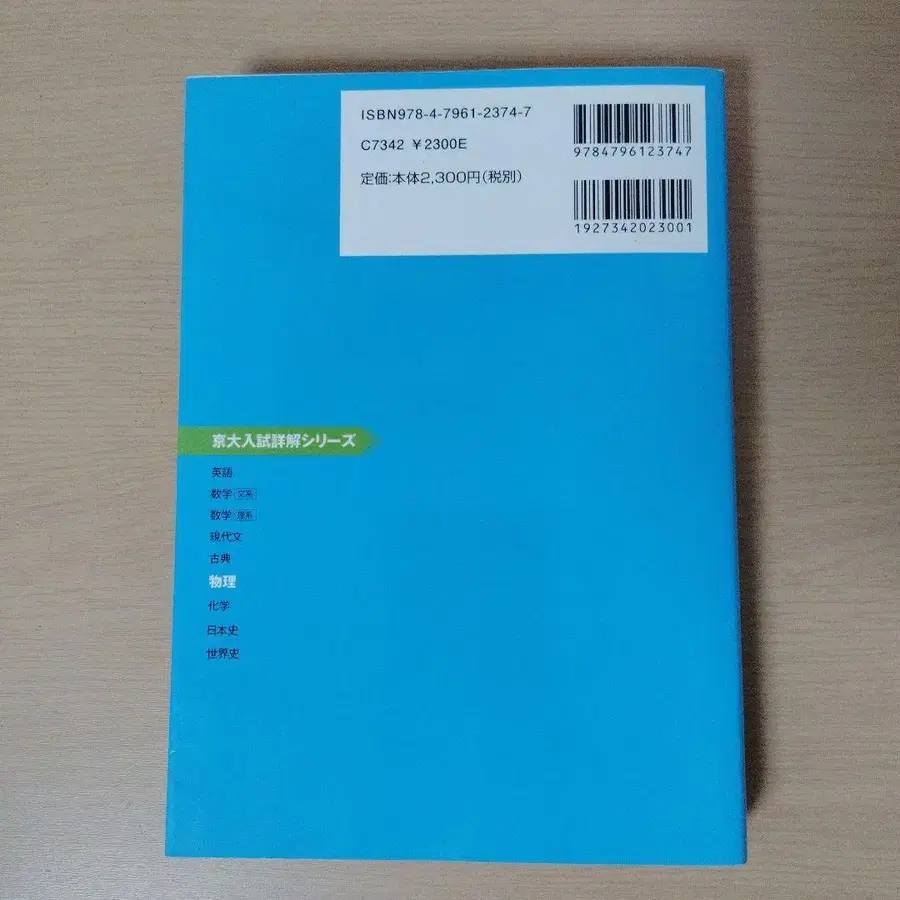 ISBN978-4-7961-2374-7
C7342 ¥2300E
定価:本体2,300円(税別)
9784796123747
1927342023001
京大入試詳解シリーズ
英語
数学 文系
数学 理系
現代文
古典
物理
化学
日本史
世界史